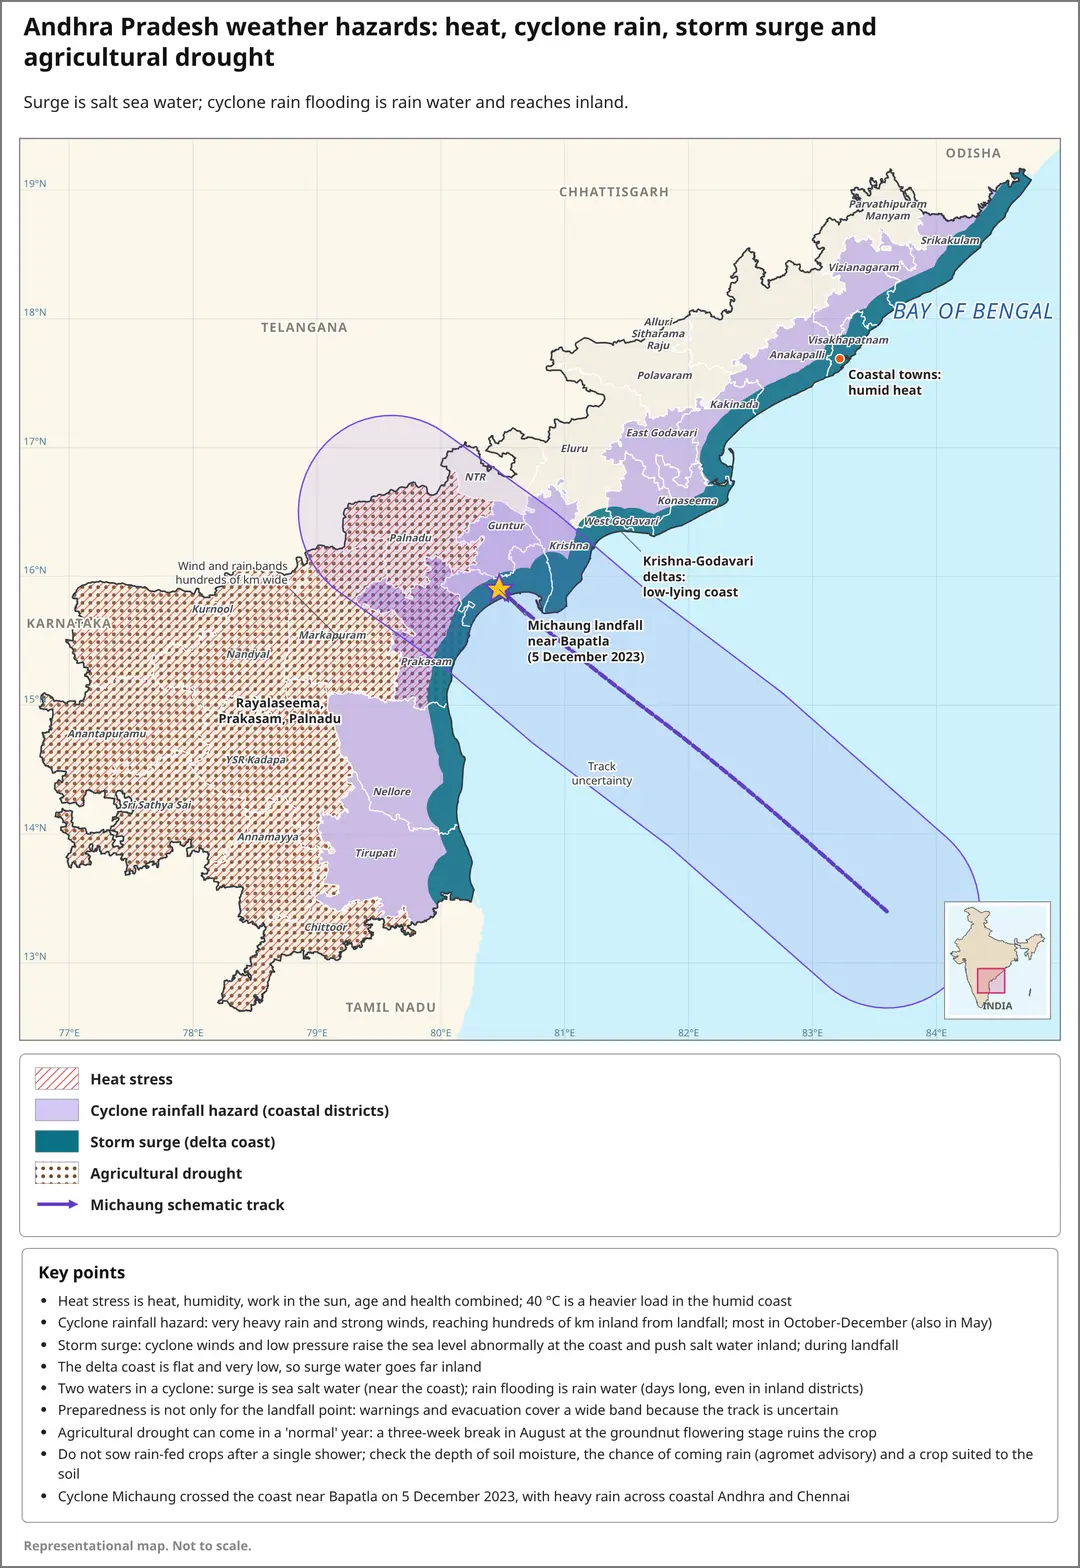 Andhra Pradesh weather hazards: heat, cyclone rain, storm surge and
agricultural drought
Surge is salt sea water; cyclone rain flooding is rain water and reaches inland.
ODISHA
19°N
CHHATTISGARH
Parvathipuram
Manyam
Srikakulam
Vizianagaram
18°N
BAY OF BENGAL
TELANGANA
Alluri
Sitharama
Raju
Visakhapatnam
Anakapalli
Polavaram
Coastal towns:
humid heat
Kakinada
17°N
East Godavari
Eluru
NTR
Konaseema
Guntur
West Godavari
Palnadu
Krishna
Krishna-Godavari
deltas:
low-lying coast
16°N
Wind and rain bands
hundreds of km wide
Kurnool
KARNATAKA
Michaung landfall
near Bapatla
(5 December 2023)
Markapuram
Nandyal
Prakasam
15°N
Rayalaseema,
Prakasam, Palnadu
Anantapuramu
YSR Kadapa
Track
uncertainty
Nellore
Sri Sathya Sai
14°N
Annamayya
Tirupati
Chittoor
13°N
TAMIL NADU
INDIA
77°E
78°E
79°E
80°E
81°E
82°E
83°E
84°E
Heat stress
Cyclone rainfall hazard (coastal districts)
Storm surge (delta coast)
Agricultural drought
Michaung schematic track
Key points
• Heat stress is heat, humidity, work in the sun, age and health combined; 40 °C is a heavier load in the humid coast
• Cyclone rainfall hazard: very heavy rain and strong winds, reaching hundreds of km inland from landfall; most in October-December (also in May)
• Storm surge: cyclone winds and low pressure raise the sea level abnormally at the coast and push salt water inland; during landfall
• The delta coast is flat and very low, so surge water goes far inland
• Two waters in a cyclone: surge is sea salt water (near the coast); rain flooding is rain water (days long, even in inland districts)
• Preparedness is not only for the landfall point: warnings and evacuation cover a wide band because the track is uncertain
• Agricultural drought can come in a 'normal' year: a three-week break in August at the groundnut flowering stage ruins the crop
• Do not sow rain-fed crops after a single shower; check the depth of soil moisture, the chance of coming rain (agromet advisory) and a crop suited to the
soil
• Cyclone Michaung crossed the coast near Bapatla on 5 December 2023, with heavy rain across coastal Andhra and Chennai
Representational map. Not to scale.